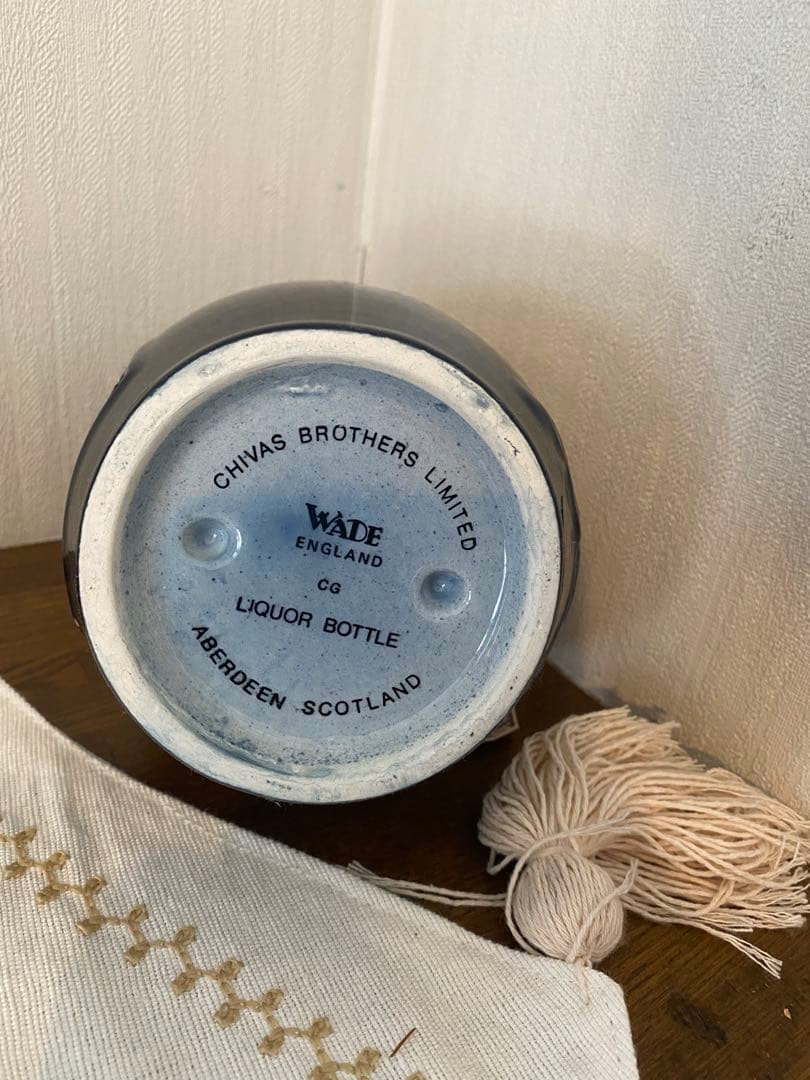 CHIVAS BROTHERS LIMITED
WADE
ENGLAND
CG
LIQUOR BOTTLE
ABERDEEN SCOTLAND